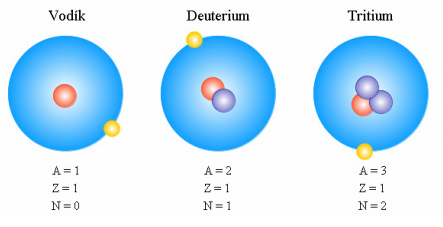 Vodík
Deuterium
Tritium
A = 1
Z = 1
N = 0
A = 2
Z = 1
N = 1
A = 3
Z = 1
N = 2